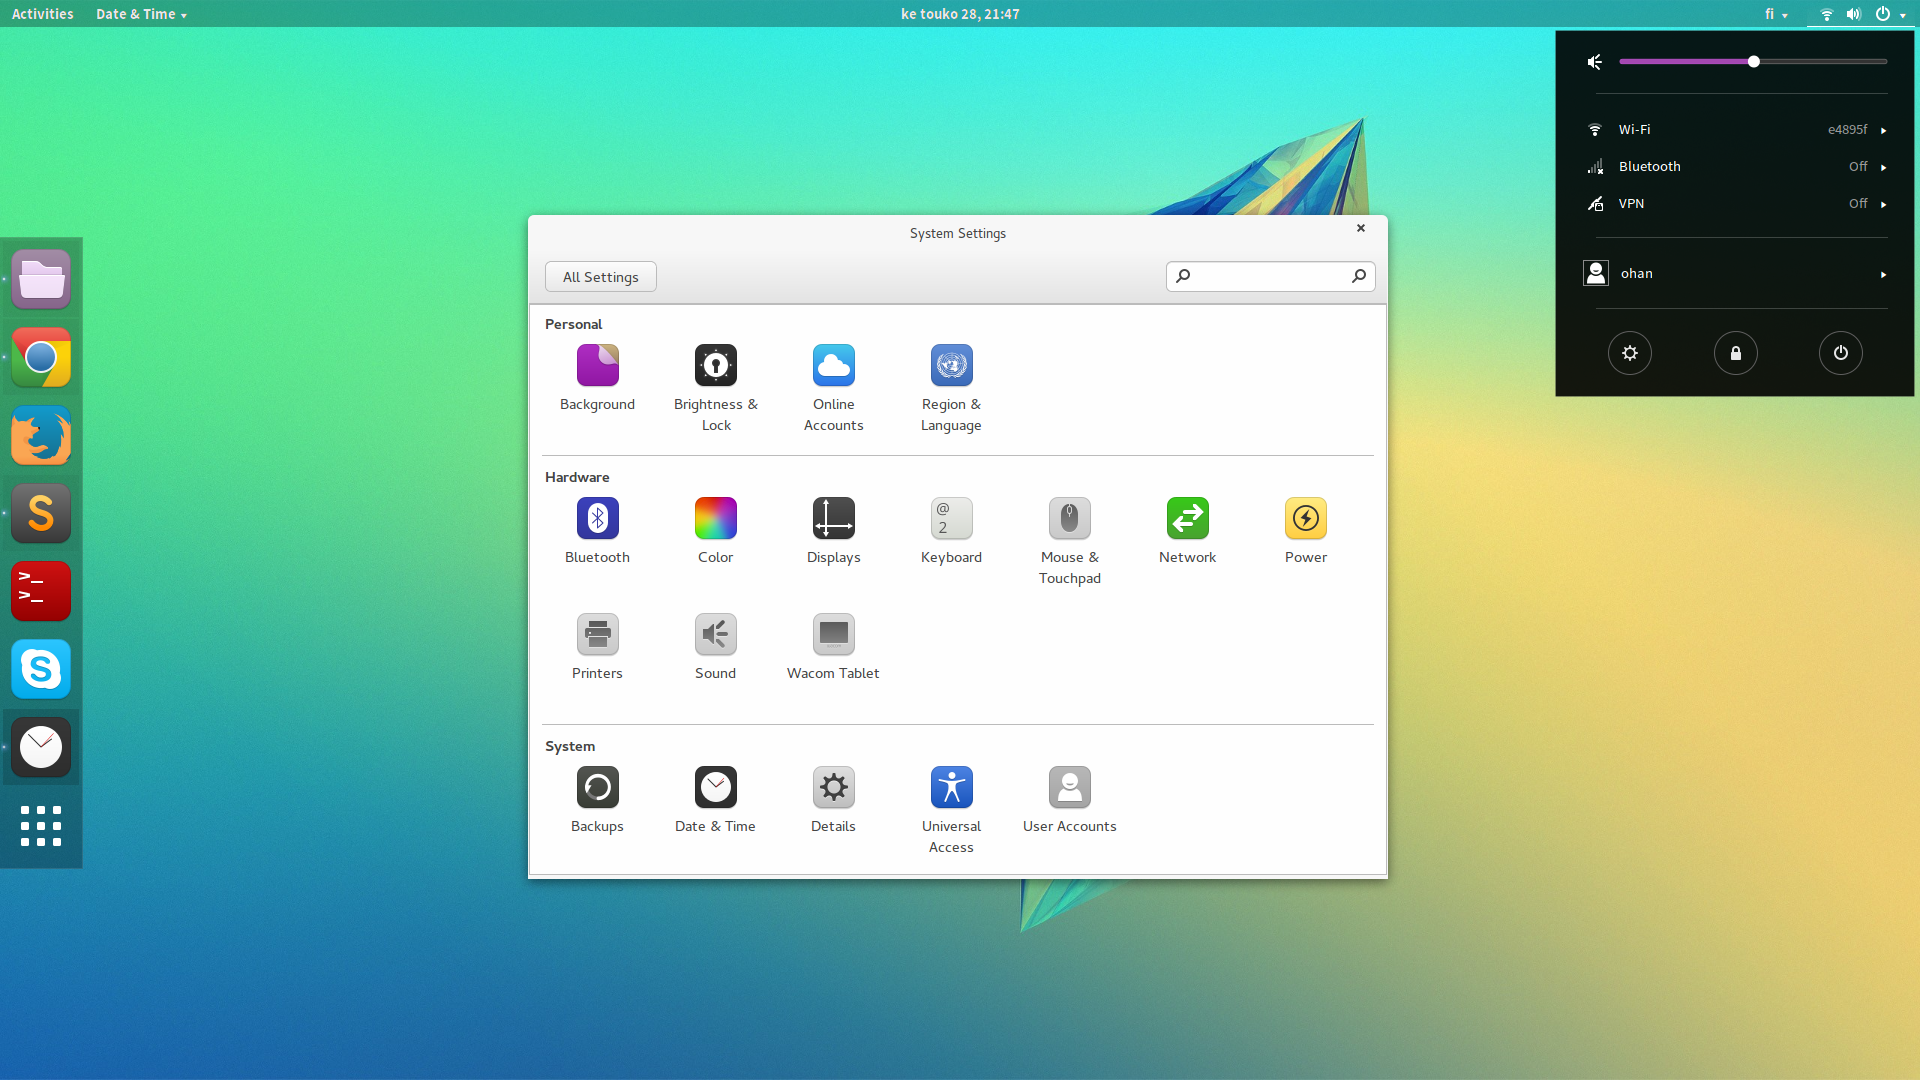 Activities
Date & Time
ke touko 28, 21:47
fi
Wi-Fi
e4895f
Bluetooth
Off
VPN
Off
ohan
System Settings
All Settings
Personal
Background
Brightness &
Lock
Online
Accounts
Region &
Language
Hardware
@
2
Bluetooth
Color
Displays
Keyboard
Mouse &
Touchpad
Network
Power
Printers
Sound
Wacom Tablet
System
Backups
Date & Time
Details
Universal
Access
User Accounts
S
>_
>_
S